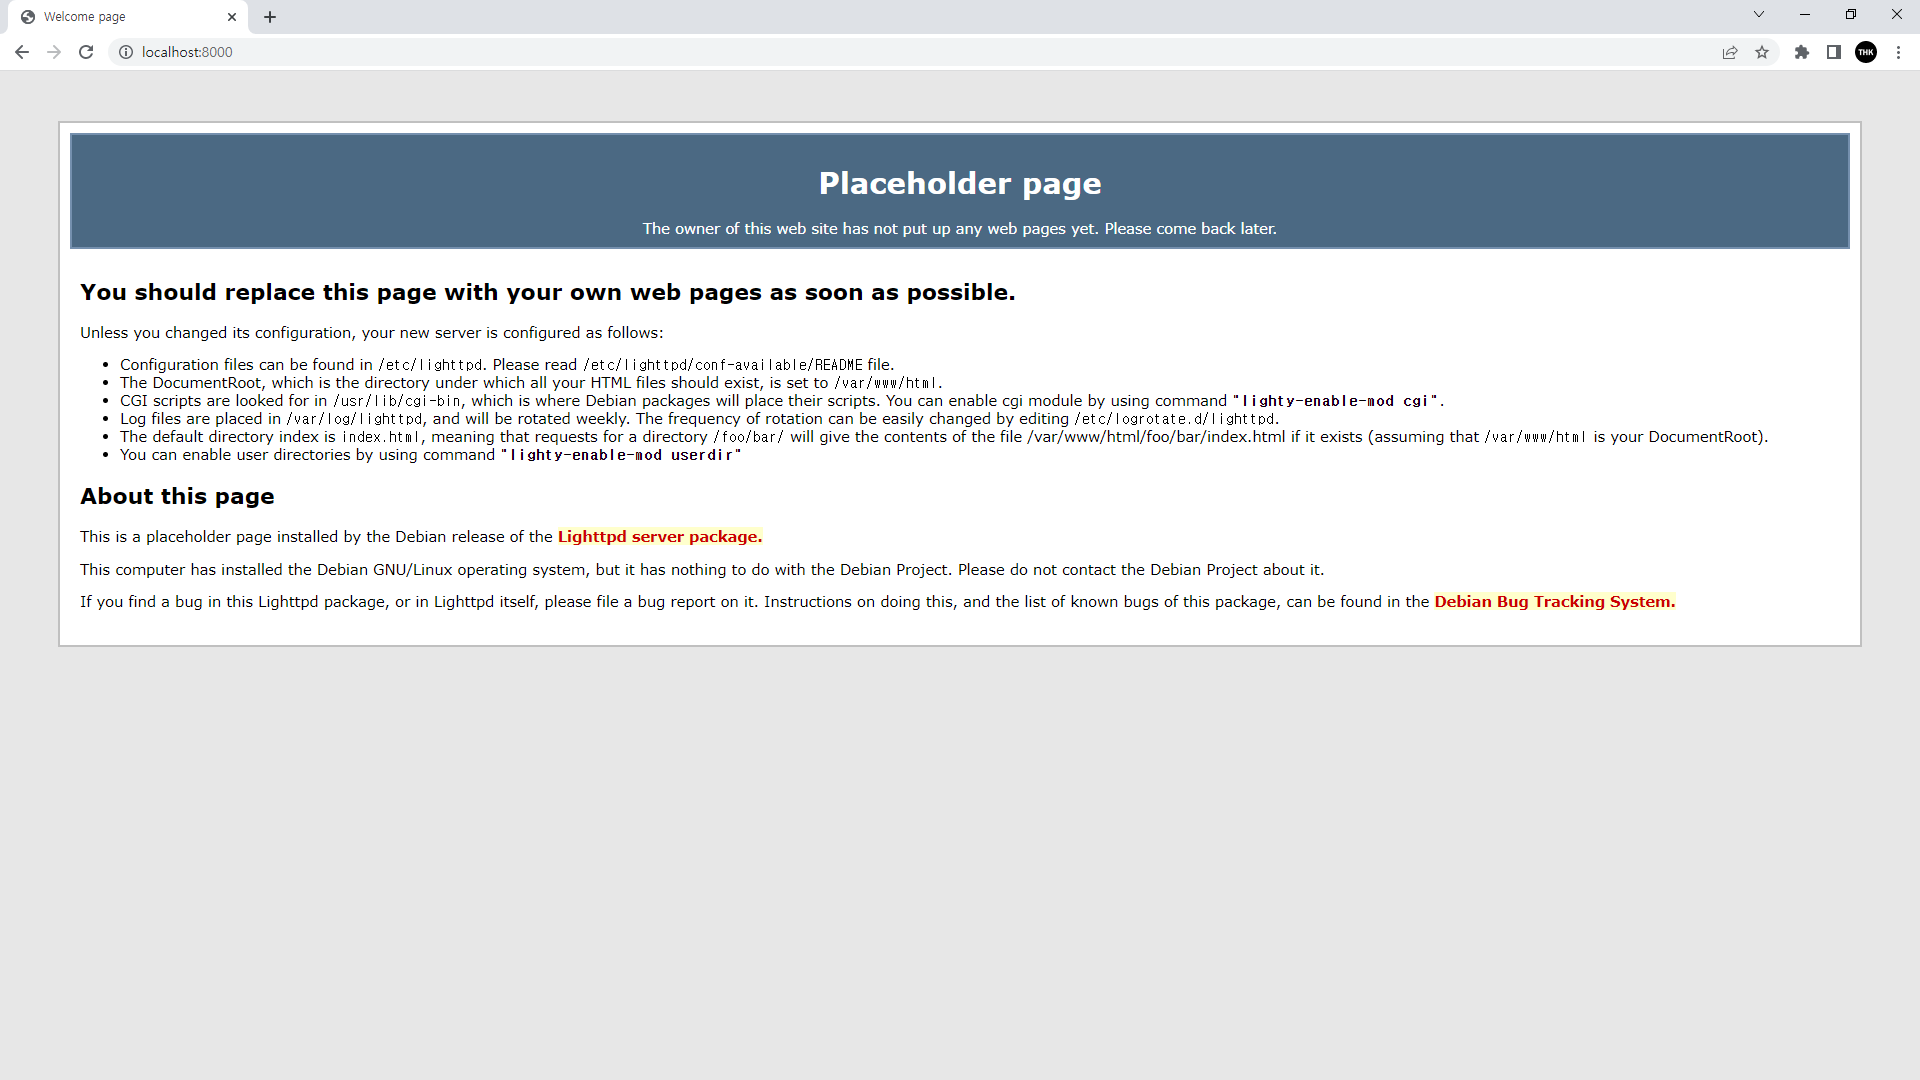 Welcome page
localhost:8000
THK
Placeholder page
The owner of this web site has not put up any web pages yet. Please come back later.
You should replace this page with your own web pages as soon as possible.
Unless you changed its configuration, your new server is configured as follows:
• Configuration files can be found in /etc/lighttpd. Please read /etc/lighttpd/conf-available/README file.
• The DocumentRoot, which is the directory under which all your HTML files should exist, is set to /var/www/html.
• CGI scripts are looked for in /usr/lib/cgi-bin, which is where Debian packages will place their scripts. You can enable cgi module by using command "lighty-enable-mod cgi".
• Log files are placed in /var/log/lighttpd, and will be rotated weekly. The frequency of rotation can be easily changed by editing /etc/logrotate.d/lighttpd.
• The default directory index is index.html, meaning that requests for a directory /foo/bar/ will give the contents of the file /var/www/html/foo/bar/index.html if it exists (assuming that /var/www/html is your DocumentRoot).
• You can enable user directories by using command "lighty-enable-mod userdir"
About this page
This is a placeholder page installed by the Debian release of the Lighttpd server package.
This computer has installed the Debian GNU/Linux operating system, but it has nothing to do with the Debian Project. Please do not contact the Debian Project about it.
If you find a bug in this Lighttpd package, or in Lighttpd itself, please file a bug report on it. Instructions on doing this, and the list of known bugs of this package, can be found in the Debian Bug Tracking System.